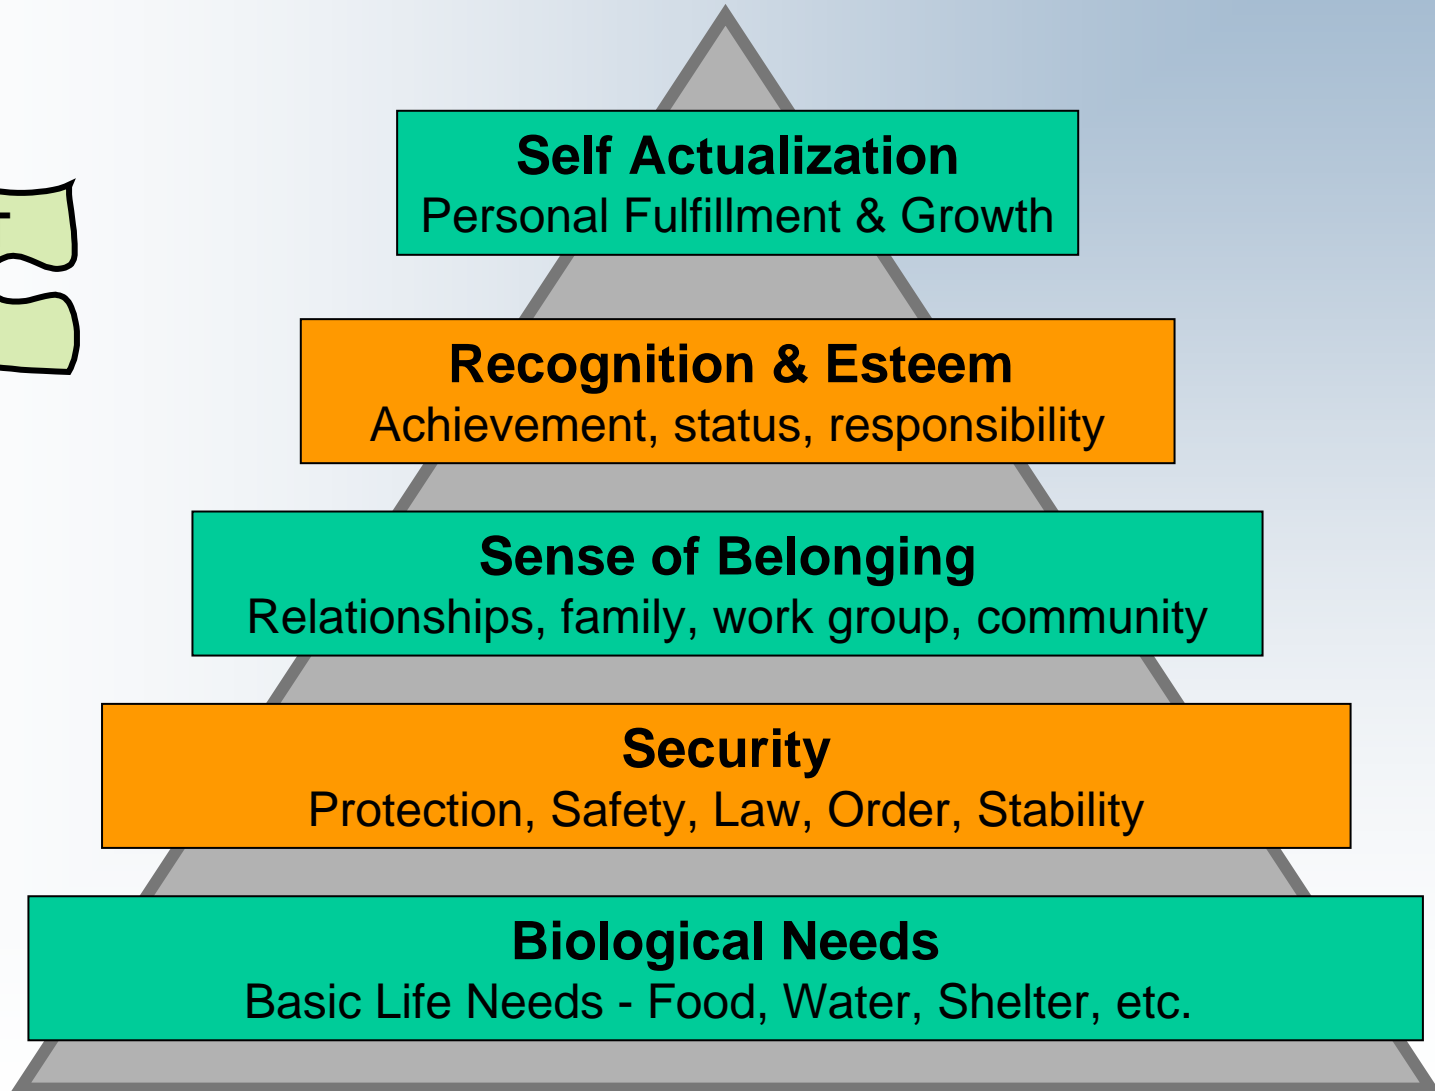 Self Actualization
Personal Fulfillment & Growth
Recognition & Esteem
Achievement, status, responsibility
Sense of Belonging
Relationships, family, work group, community
Security
Protection, Safety, Law, Order, Stability
Biological Needs
Basic Life Needs - Food, Water, Shelter, etc.